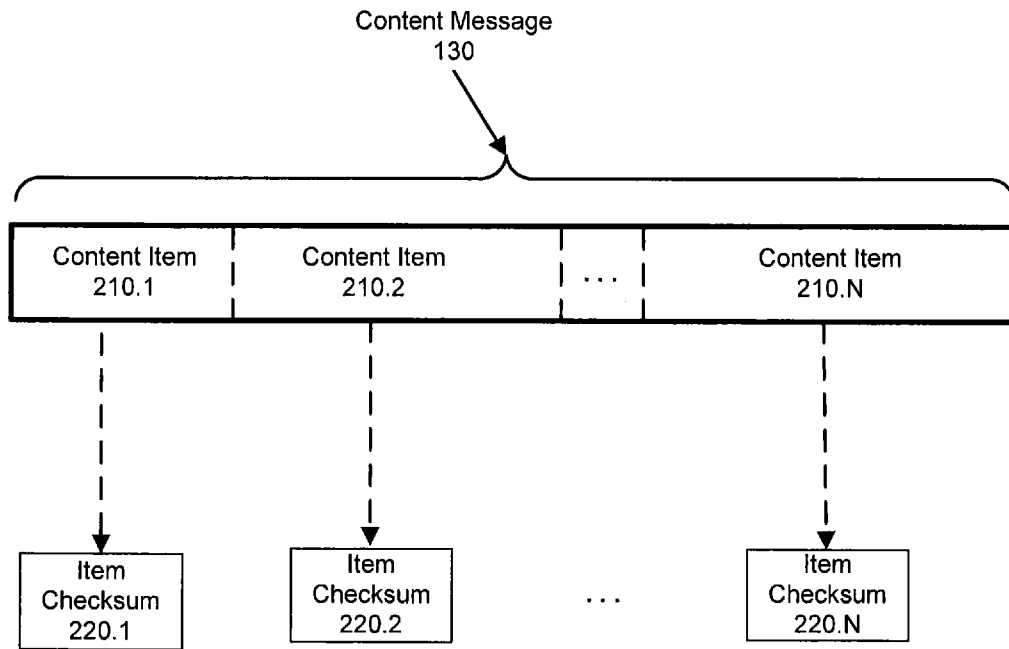 Content Message
130
Content Item
210.1
Content Item
210.2
...
Content Item
210.N
Item
Checksum
220.1
Item
Checksum
220.2
...
Item
Checksum
220.N